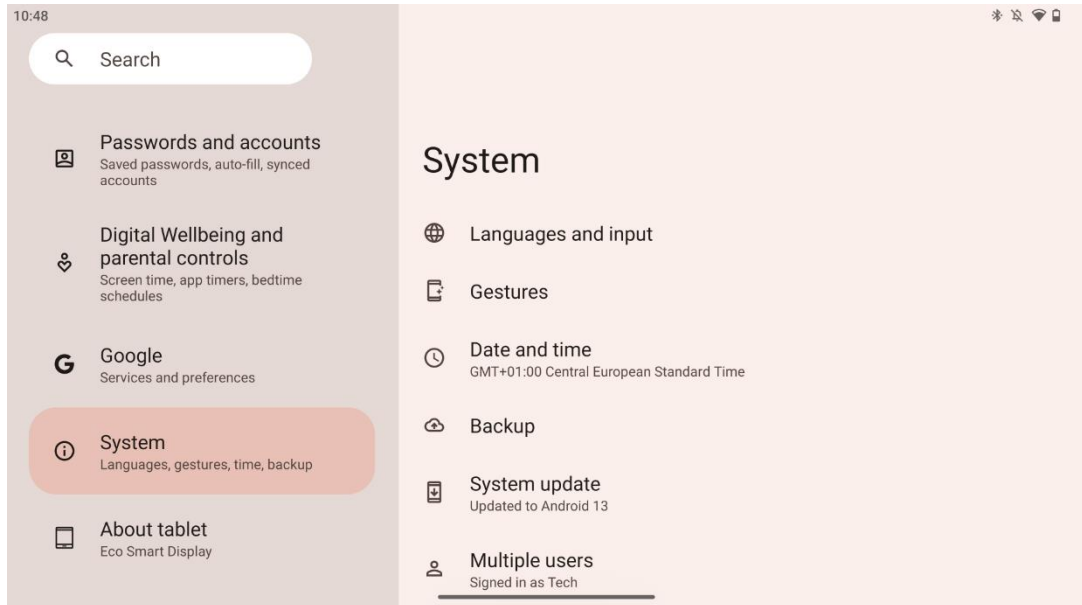 10:48
Search
Passwords and accounts
Saved passwords, auto-fill, synced
accounts
Digital Wellbeing and
parental controls
Screen time, app timers, bedtime
schedules
Google
Services and preferences
System
Languages, gestures, time, backup
About tablet
Eco Smart Display
System
Languages and input
Gestures
Date and time
GMT+01:00 Central European Standard Time
Backup
System update
Updated to Android 13
Multiple users
Signed in as Tech